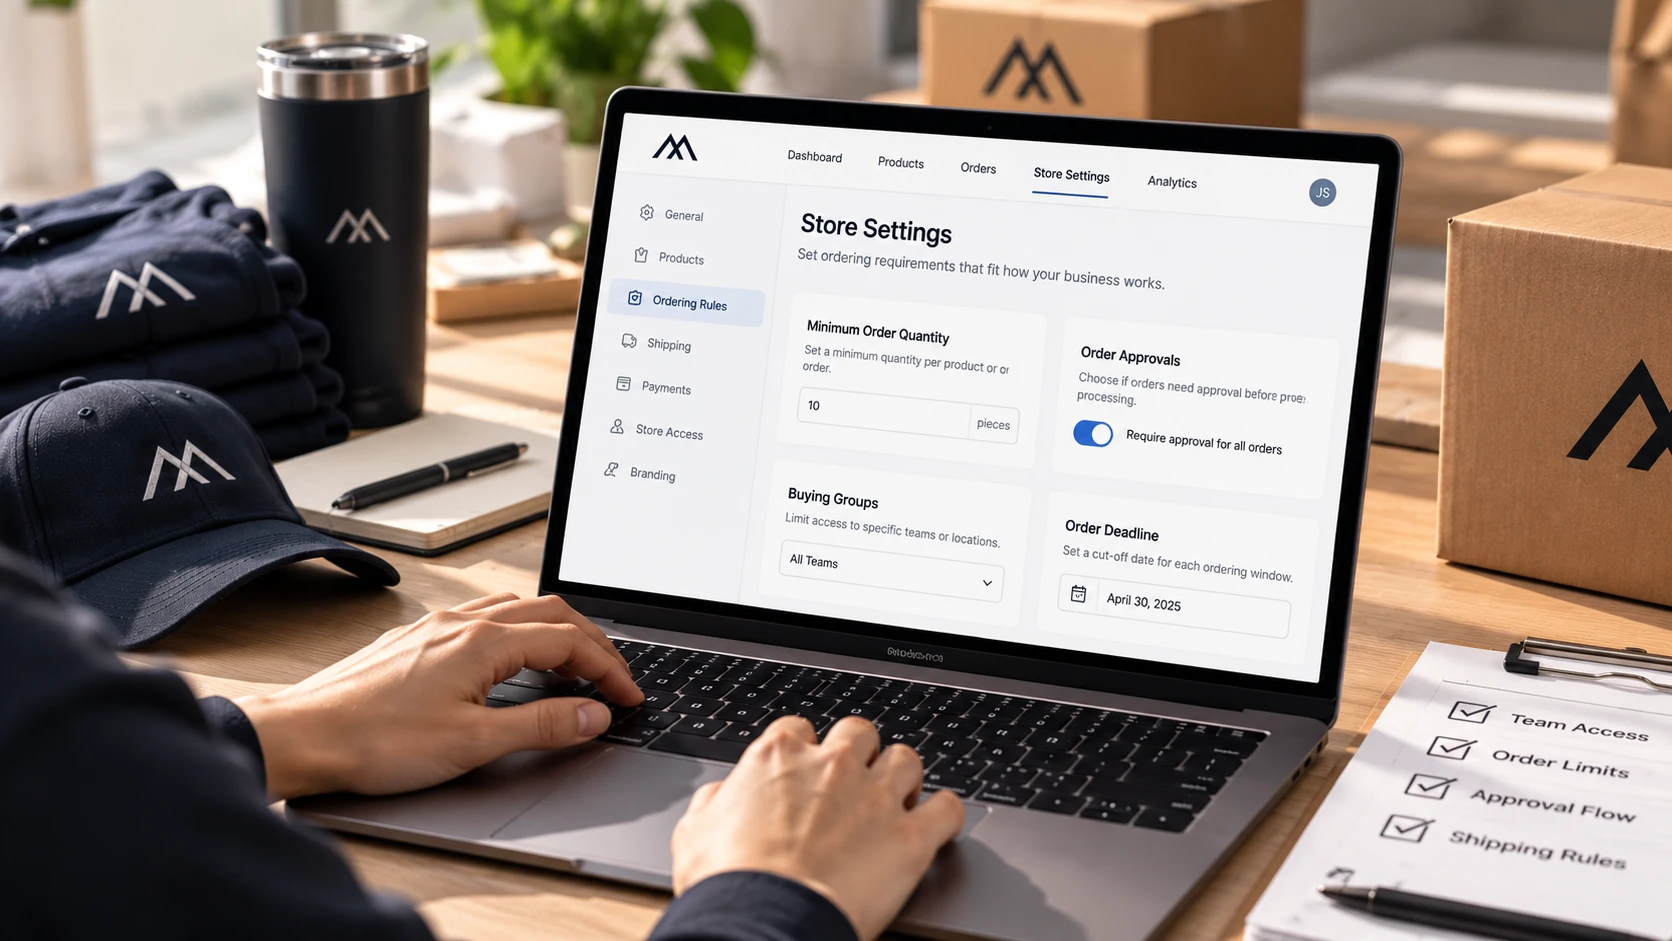 Dashboard
Products
Orders
Store Settings
Analytics
JS
General
Products
Ordering Rules
Shipping
Payments
Store Access
Branding
Store Settings
Set ordering requirements that fit how your business works.
Minimum Order Quantity
Set a minimum quantity per product or or
order.
10
pieces
Order Approvals
Choose if orders need approval before
processing.
Require approval for all orders
Buying Groups
Limit access to specific teams or locations.
All Teams
Order Deadline
Set a cut-off date for each ordering window.
April 30, 2025
Team Access
Order Limits
Approval Flow
Shipping Rules